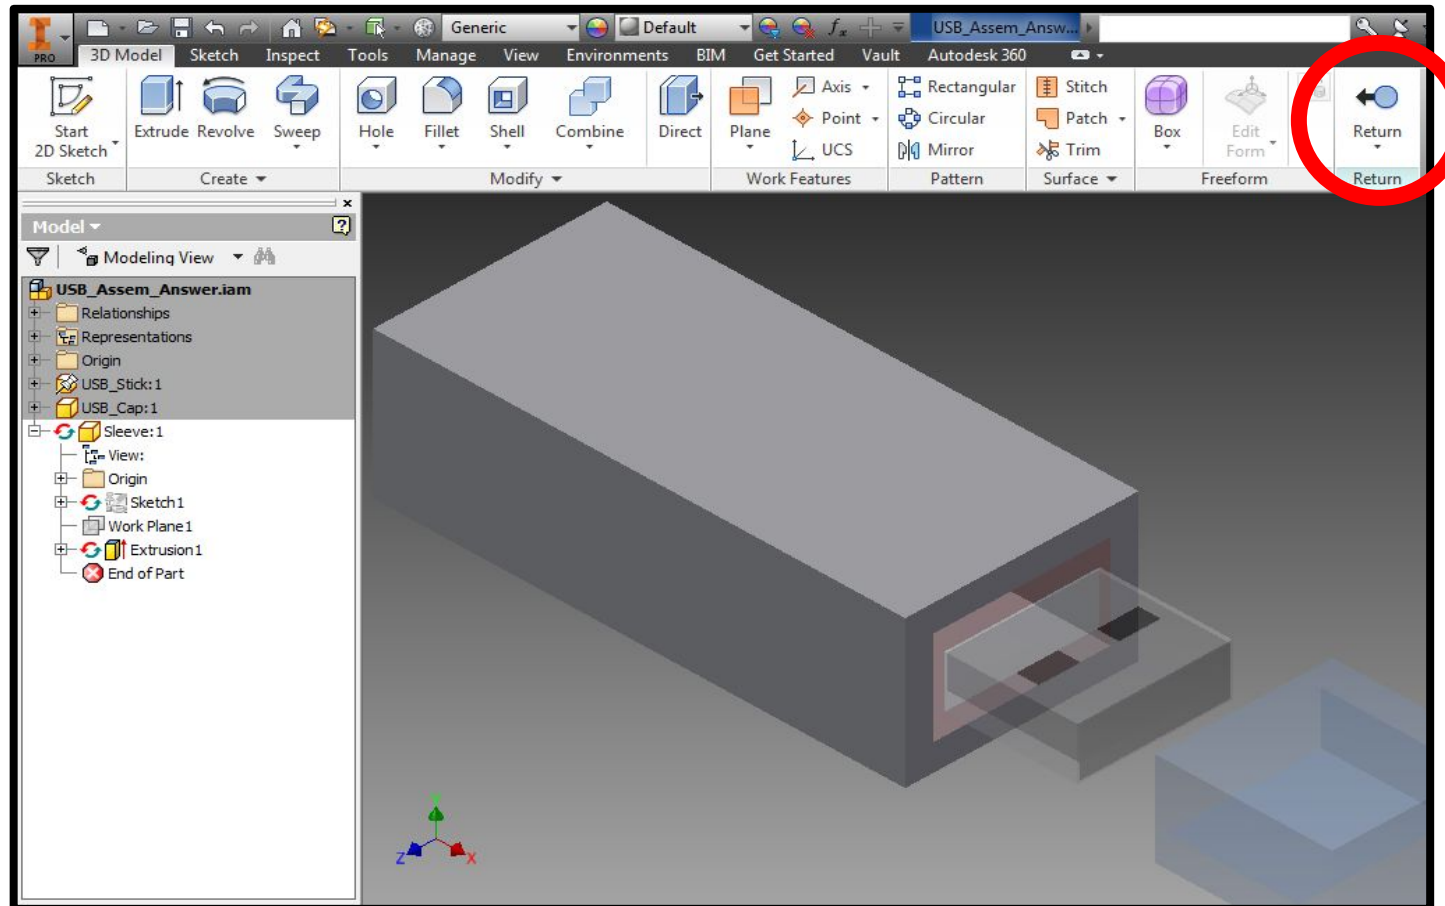 PRO
Generic
Default
fx
USB_Assem_Answ...
3D Model Sketch Inspect Tools Manage View Environments BIM Get Started Vault Autodesk 360
Start
2D Sketch
Extrude Revolve Sweep
Hole Fillet Shell Combine Direct
Plane
Axis
Point
UCS
Rectangular
Circular
Mirror
Stitch
Patch
Trim
Box
Edit
Form
Return
Sketch Create Modify Work Features Pattern Surface Freeform Return
Model
Modeling View
USB_Assem_Answer.iam
Relationships
Representations
Origin
USB_Stick:1
USB_Cap:1
Sleeve:1
View:
Origin
Sketch1
Work Plane1
Extrusion1
End of Part
Y
Z X